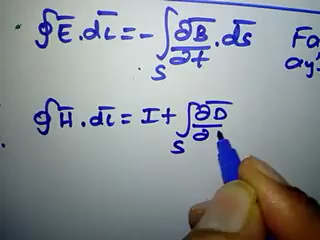 ∮E̅.dl̅ = -∫S ∂B̅/∂t . ds̅
Fa
ay
∮H̅.dl̅ = I + ∫S ∂D̅/∂